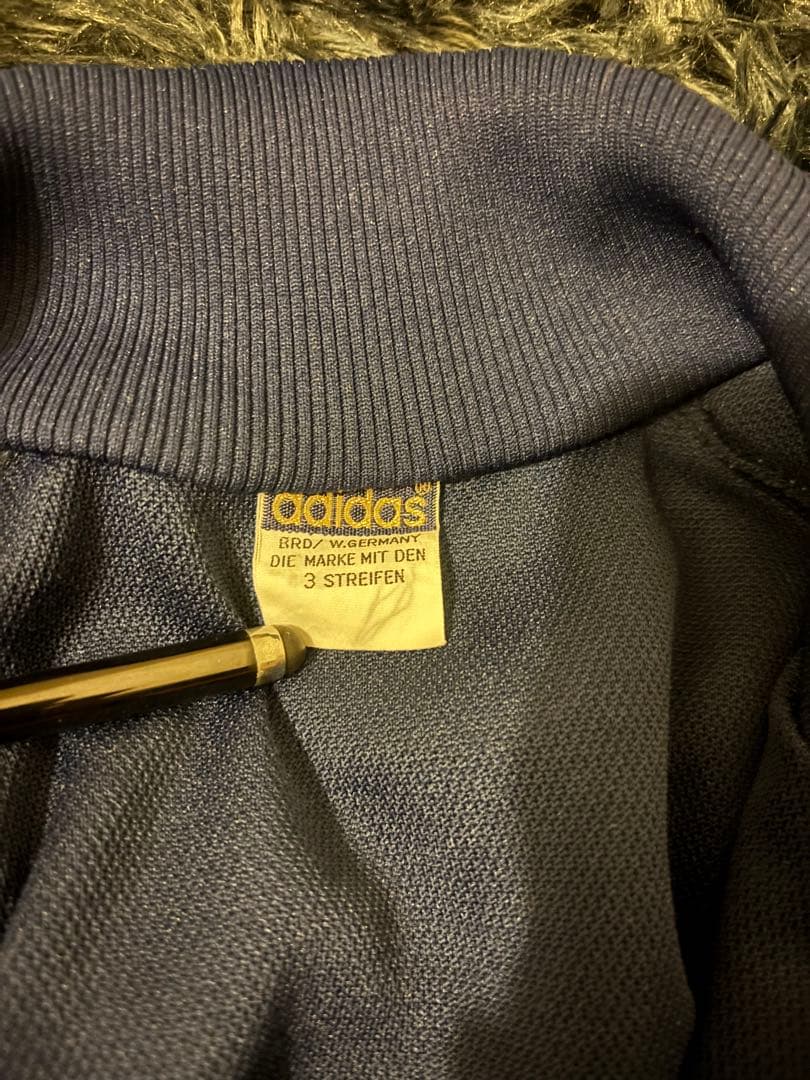 adidas®
BRD/ W.GERMANY
DIE MARKE MIT DEN
3 STREIFEN